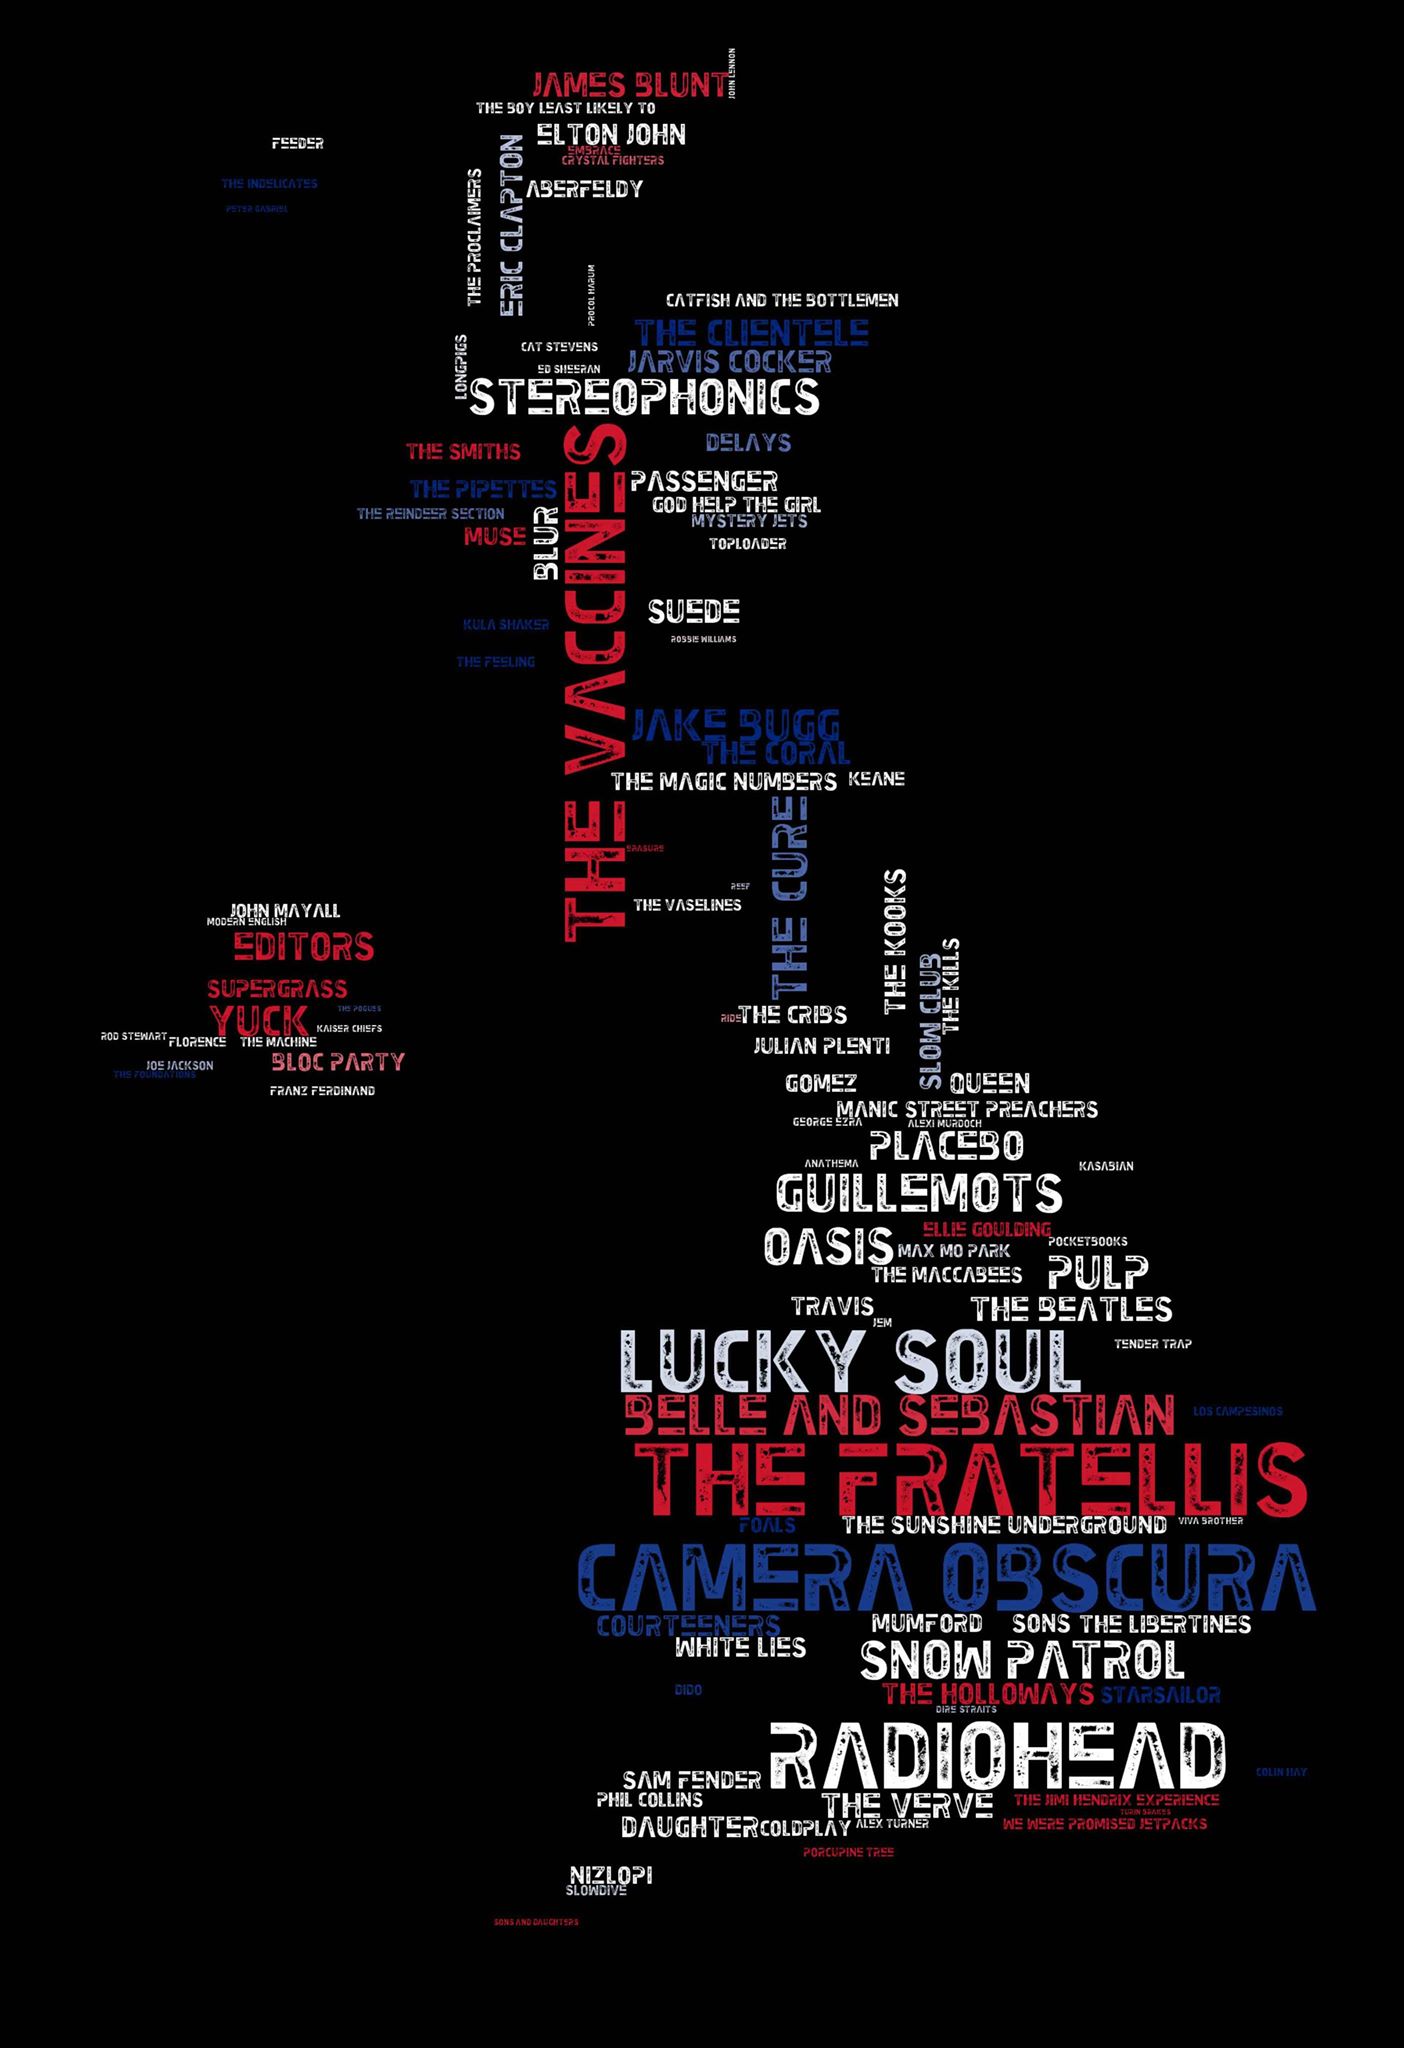 JOHN LENNON
JAMES BLUNT
THE BOY LEAST LIKELY TO
ELTON JOHN
FEEDER
EMBRACE
CRYSTAL FIGHTERS
THE INDELICATES
ABERFELDY
PETER GABRIEL
THE PROCLAIMERS
ERIC CLAPTON
PROCOL HARUM
CATFISH AND THE BOTTLEMEN
THE CLIENTELE
CAT STEVENS
JARVIS COCKER
LONGPIGS
ED SHEERAN
STEREOPHONICS
THE SMITHS
DELAYS
THE VACCINES
PASSENGER
THE PIPETTES
GOD HELP THE GIRL
THE REINDEER SECTION
MYSTERY JETS
MUSE
BLUR
TOPLOADER
SUEDE
KULA SHAKER
ROBBIE WILLIAMS
THE FEELING
JAKE BUGG
THE CORAL
THE MAGIC NUMBERS
KEANE
THE CURE
ERASURE
REEF
THE VASELINES
THE KOOKS
JOHN MAYALL
MODERN ENGLISH
EDITORS
SLOW CLUB
THE KILLS
SUPERGRASS
THE POGUES
YUCK
KAISER CHIEFS
RIDE
THE CRIBS
ROD STEWART
FLORENCE THE MACHINE
JULIAN PLENTI
BLOC PARTY
JOE JACKSON
THE FOUNDATIONS
FRANZ FERDINAND
GOMEZ
QUEEN
MANIC STREET PREACHERS
GEORGE EZRA
ALEXI MURDOCH
PLACEBO
ANATHEMA
KASABIAN
GUILLEMOTS
ELLIE GOULDING
OASIS
POCKETBOOKS
MAX MO PARK
THE MACCABEES
PULP
TRAVIS
THE BEATLES
JEM
TENDER TRAP
LUCKY SOUL
BELLE AND SEBASTIAN
LOS CAMPESINOS
THE FRATELLIS
FOALS
THE SUNSHINE UNDERGROUND
VIVA BROTHER
CAMERA OBSCURA
COURTEENERS
MUMFORD SONS
THE LIBERTINES
WHITE LIES
SNOW PATROL
DIDO
THE HOLLOWAYS
STARSAILOR
DIRE STRAITS
RADIOHEAD
COLIN HAY
SAM FENDER
PHIL COLLINS
THE VERVE
THE JIMI HENDRIX EXPERIENCE
TURIN BRAKES
DAUGHTER
COLDPLAY
ALEX TURNER
WE WERE PROMISED JETPACKS
PORCUPINE TREE
NIZLOPI
SLOWDIVE
SONS AND DAUGHTERS